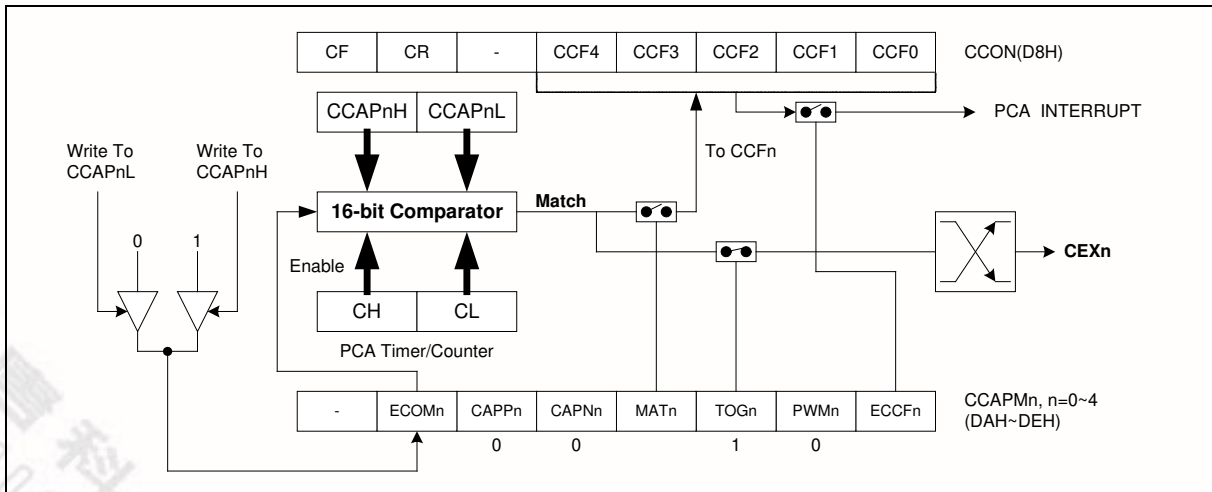 CF CR - CCF4 CCF3 CCF2 CCF1 CCF0 CCON(D8H)
CCAPnH CCAPnL
PCA INTERRUPT
Write To
CCAPnL
Write To
CCAPnH
To CCFn
16-bit Comparator
Match
0 1
Enable
CEXn
CH CL
PCA Timer/Counter
- ECOMn CAPPn CAPNn MATn TOGn PWMn ECCFn
CCAPMn, n=0~4
(DAH~DEH)
0 0 1 0